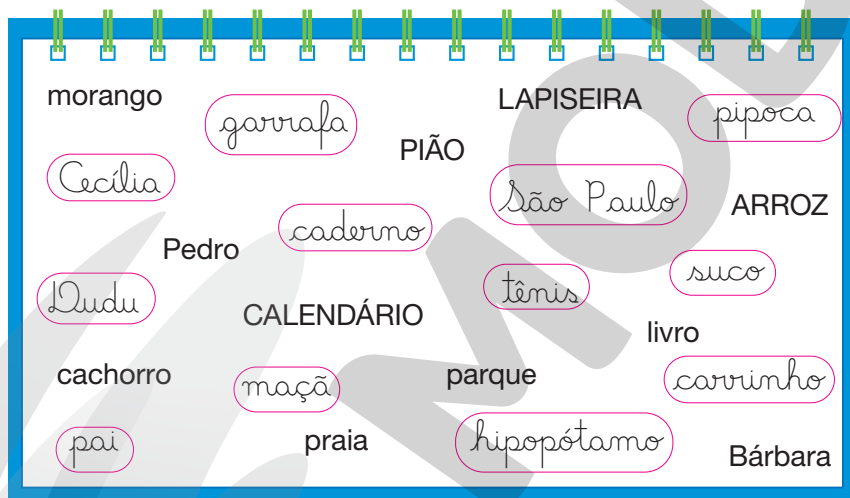 morango
garrafa
LAPISEIRA
pipoca
PIÃO
Cecília
São Paulo
ARROZ
caderno
Pedro
suco
Dudu
tênis
CALENDÁRIO
livro
cachorro
maçã
parque
carrinho
pai
praia
hipopótamo
Bárbara